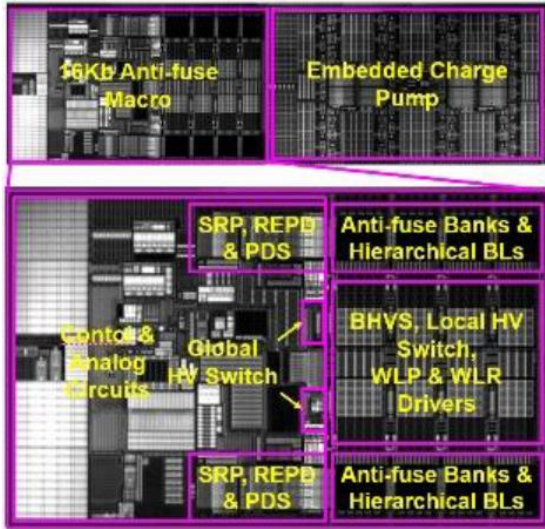 16Kb Anti-fuse
Macro
Embedded Charge
Pump
SRP, REPD
& PDS
Anti-fuse Banks &
Hierarchical BLs
Contol &
Analog
Circuits
Global
HV Switch
BHVS, Local HV
Switch,
WLP & WLR
Drivers
SRP, REPD
& PDS
Anti-fuse Banks &
Hierarchical BLs